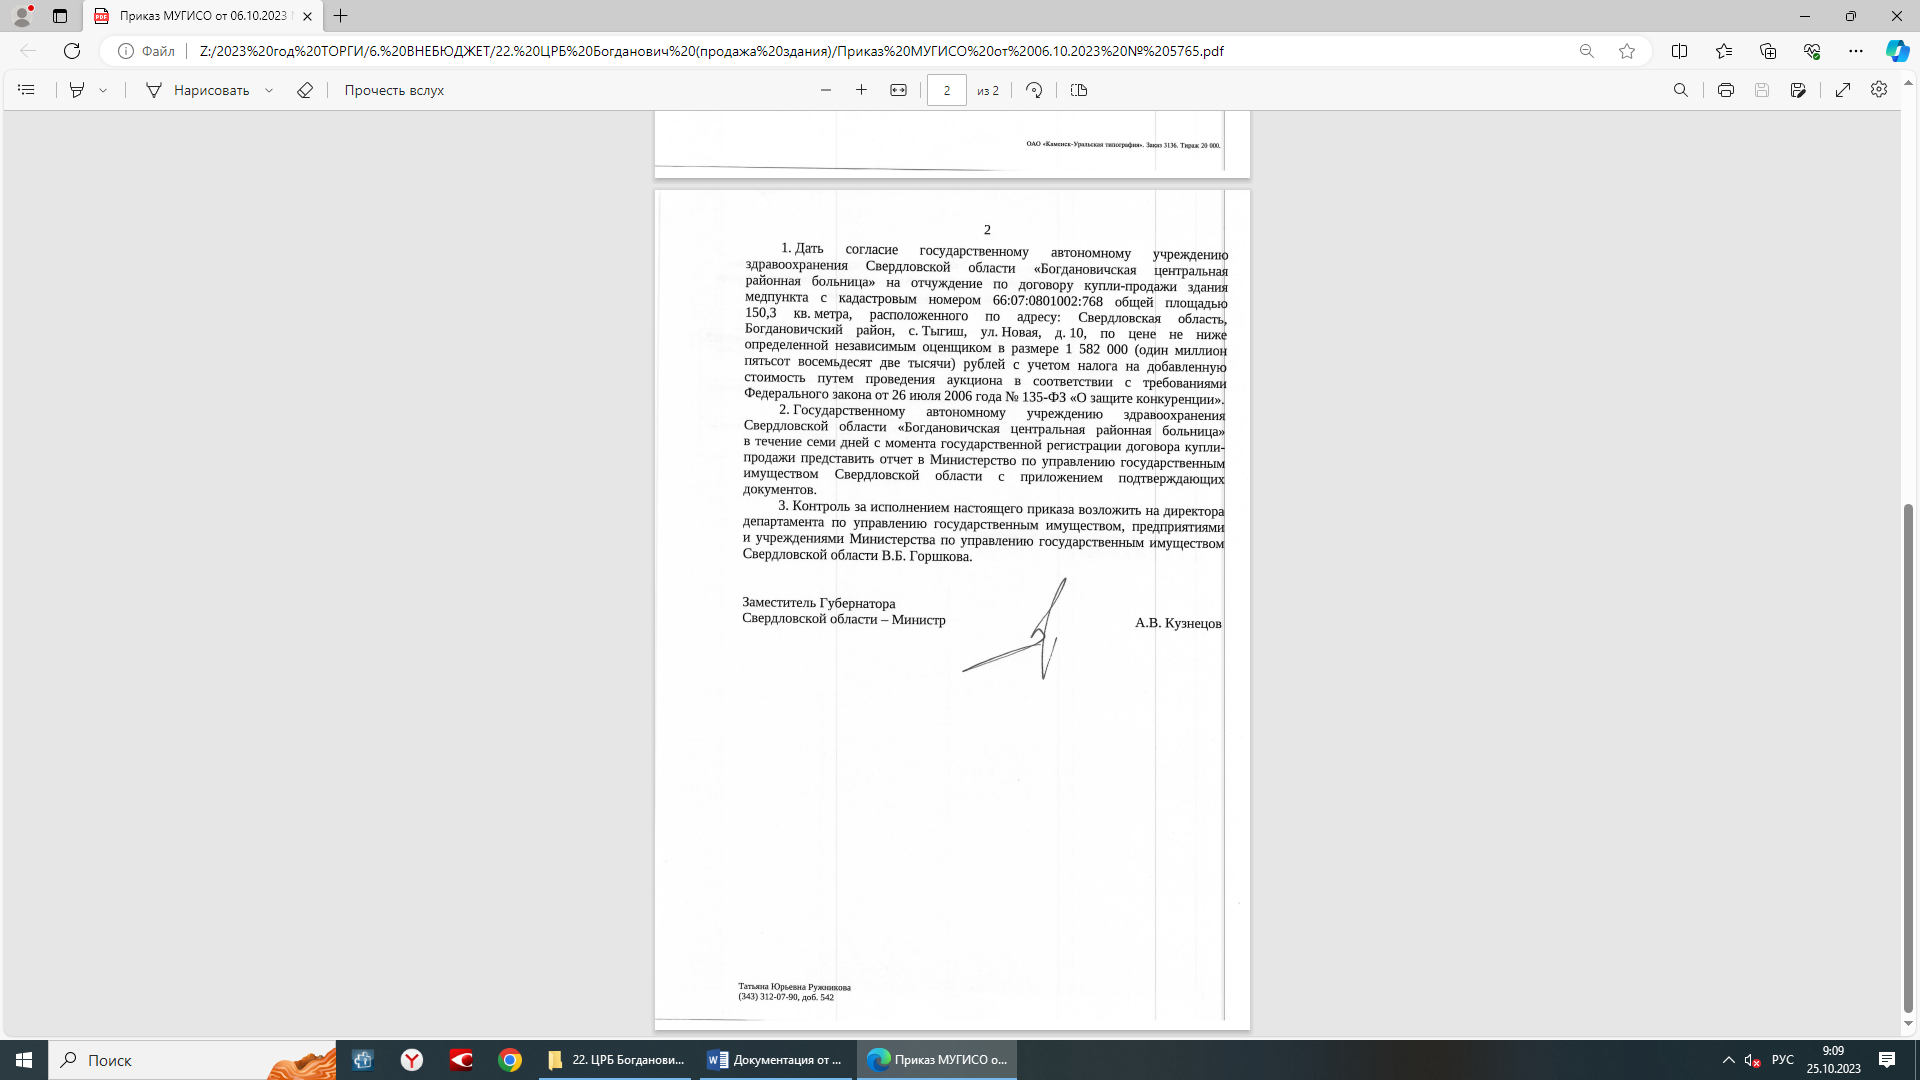 Приказ МУГИСО от 06.10.2023
Файл
Z:/2023%20год%20ТОРГИ/6.%20ВНЕБЮДЖЕТ/22.%20ЦРБ%20Богданович%20(продажа%20здания)/Приказ%20МУГИСО%20от%2006.10.2023%20№%205765.pdf
Нарисовать
Прочесть вслух
2
из 2
ОАО «Каменск-Уральская типография». Заказ 3136. Тираж 20 000.
2
1. Дать согласие государственному автономному учреждению
здравоохранения Свердловской области «Богдановичская центральная
районная больница» на отчуждение по договору купли-продажи здания
медпункта с кадастровым номером 66:07:0801002:768 общей площадью
150,3 кв. метра, расположенного по адресу: Свердловская область,
Богдановичский район, с. Тыгиш, ул. Новая, д. 10, по цене не ниже
определенной независимым оценщиком в размере 1 582 000 (один миллион
пятьсот восемьдесят две тысячи) рублей с учетом налога на добавленную
стоимость путем проведения аукциона в соответствии с требованиями
Федерального закона от 26 июля 2006 года № 135-ФЗ «О защите конкуренции».
2. Государственному автономному учреждению здравоохранения
Свердловской области «Богдановичская центральная районная больница»
в течение семи дней с момента государственной регистрации договора купли-
продажи представить отчет в Министерство по управлению государственным
имуществом Свердловской области с приложением подтверждающих
документов.
3. Контроль за исполнением настоящего приказа возложить на директора
департамента по управлению государственным имуществом, предприятиями
и учреждениями Министерства по управлению государственным имуществом
Свердловской области В.Б. Горшкова.
Заместитель Губернатора
Свердловской области – Министр
А.В. Кузнецов
Татьяна Юрьевна Ружникова
(343) 312-07-90, доб. 542
Поиск
22. ЦРБ Богданови...
Документация от ...
Приказ МУГИСО о...
РУС
9:09
25.10.2023